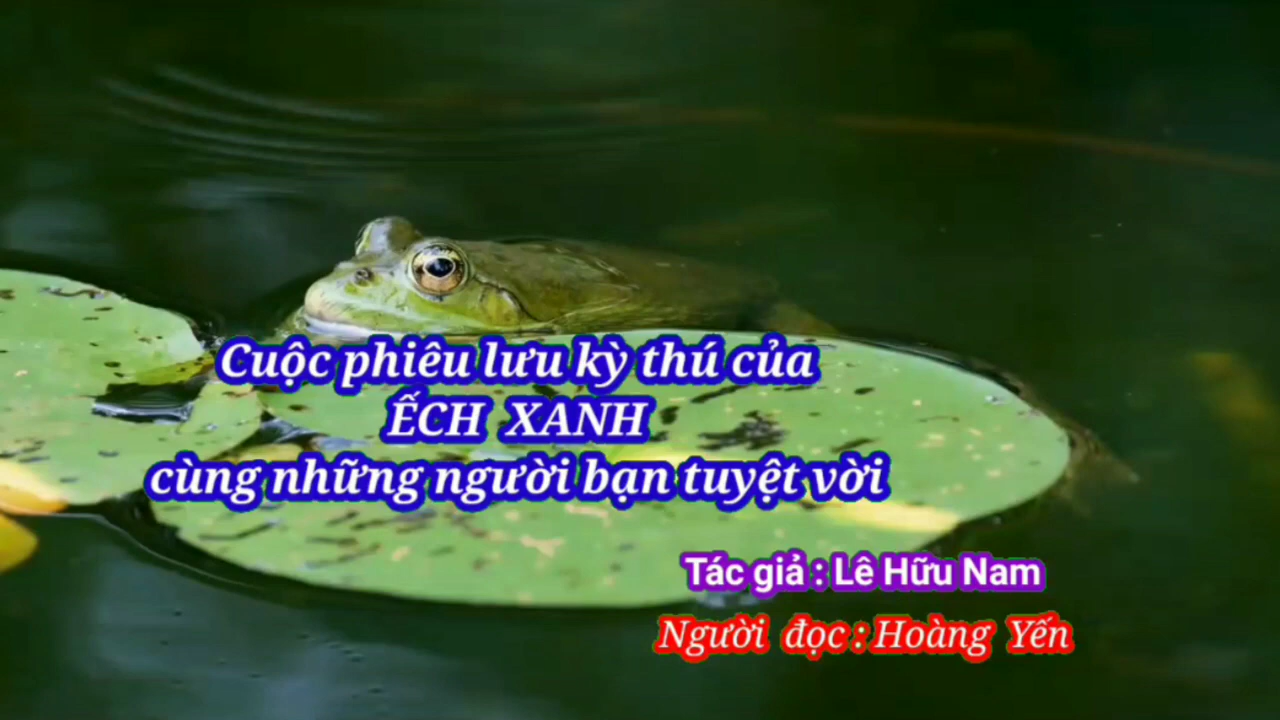 Cuộc phiêu lưu kỳ thú của
ẾCH XANH
cùng những người bạn tuyệt vời
Tác giả : Lê Hữu Nam
Người đọc : Hoàng Yến